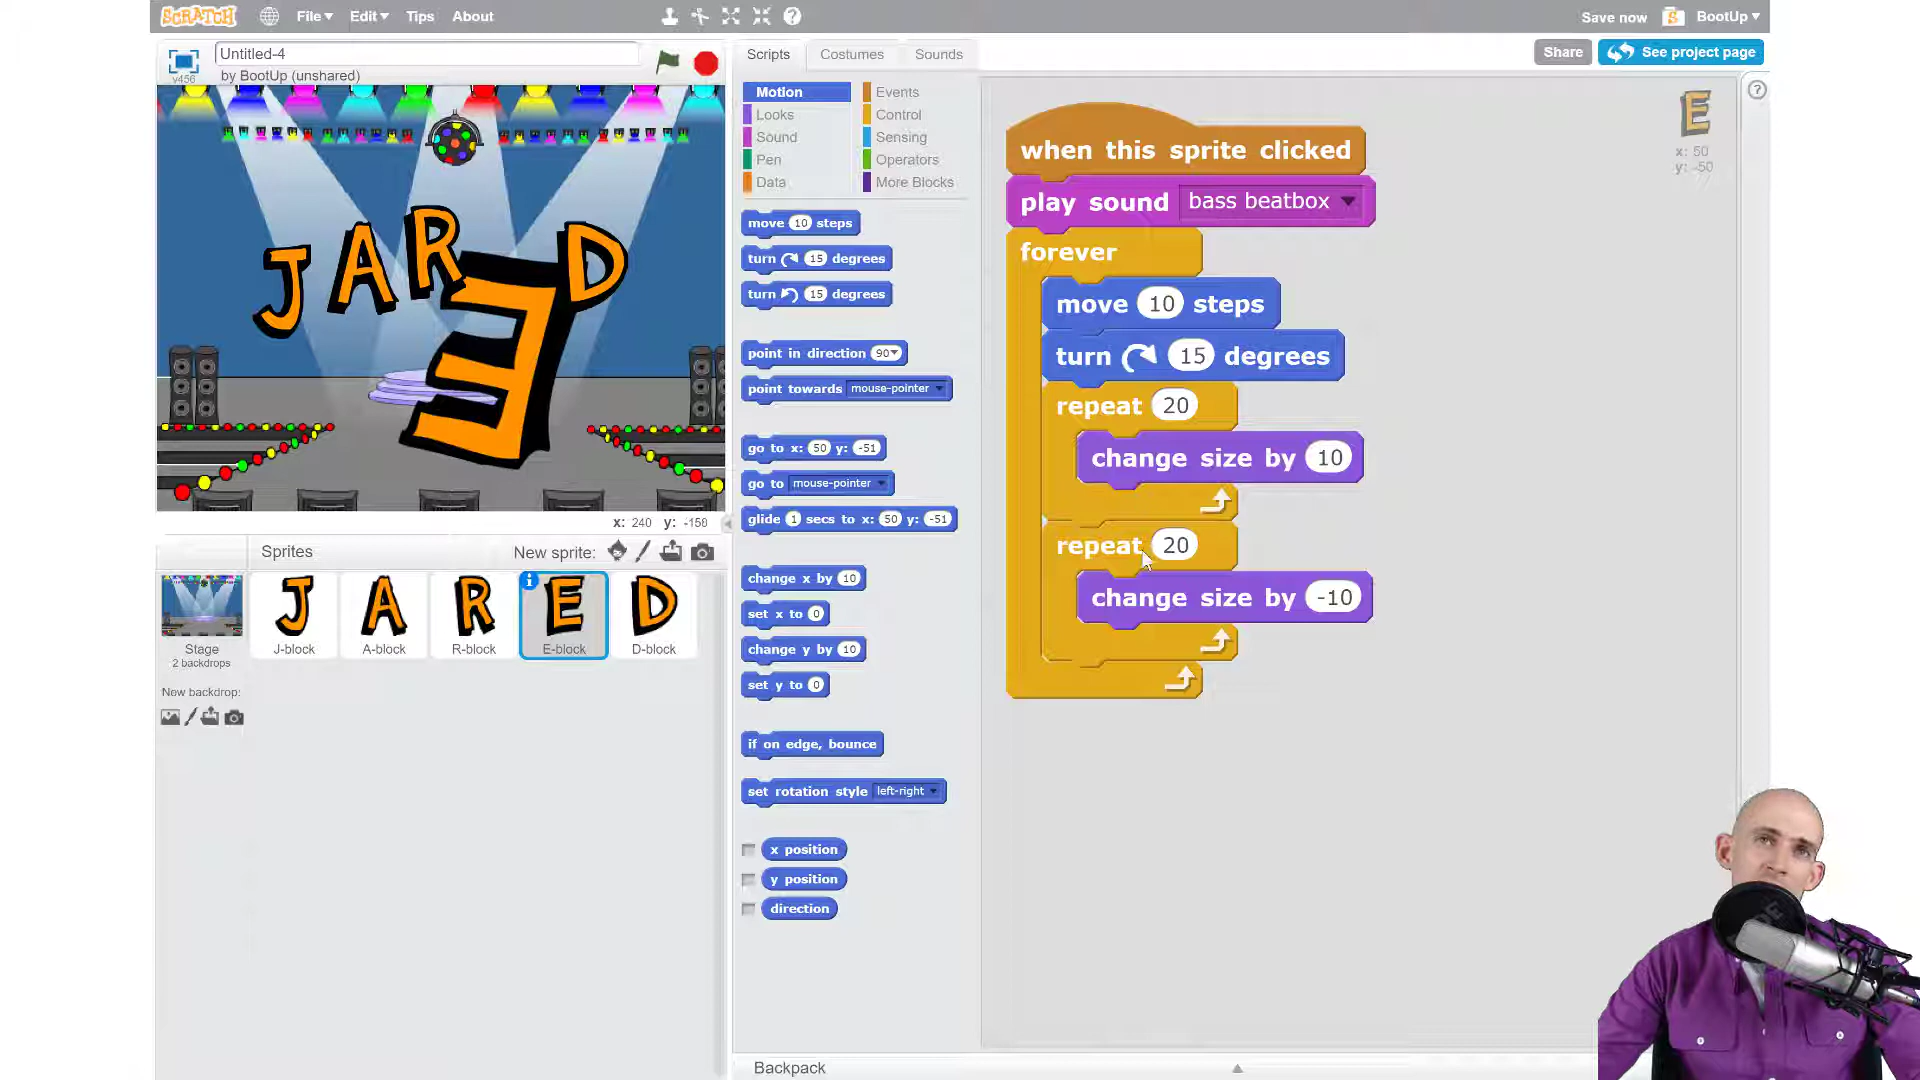 SCRATCH File Edit Tips About Save now BootUp
v456
Untitled-4
by BootUp (unshared)
Scripts Costumes Sounds
Share See project page
Motion
Looks
Sound
Pen
Data
Events
Control
Sensing
Operators
More Blocks
move 10 steps
turn 15 degrees
turn 15 degrees
point in direction 90
point towards mouse-pointer
go to x: 50 y: -51
go to mouse-pointer
glide 1 secs to x: 50 y: -51
change x by 10
set x to 0
change y by 10
set y to 0
if on edge, bounce
set rotation style left-right
x position
y position
direction
when this sprite clicked
play sound bass beatbox
forever
move 10 steps
turn 15 degrees
repeat 20
change size by 10
repeat 20
change size by -10
E
x: 50
y: -50
J A R E D
x: 240 y: -158
Sprites New sprite:
J A R E D
Stage
2 backdrops
J-block A-block R-block E-block D-block
New backdrop:
Backpack